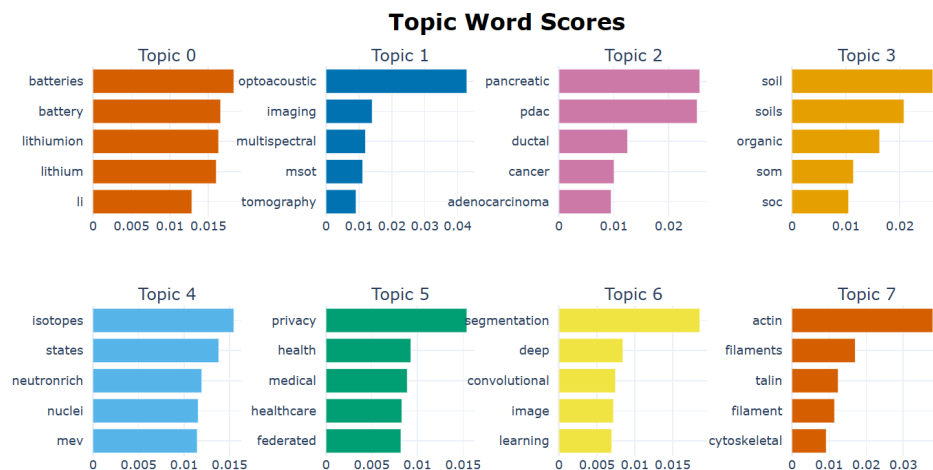 Topic Word Scores
Topic 0
batteries
battery
lithiumion
lithium
li
0 0.005 0.01 0.015
Topic 1
optoacoustic
imaging
multispectral
msot
tomography
0 0.01 0.02 0.03 0.04
Topic 2
pancreatic
pdac
ductal
cancer
adenocarcinoma
0 0.01 0.02
Topic 3
soil
soils
organic
som
soc
0 0.01 0.02
Topic 4
isotopes
states
neutronrich
nuclei
mev
0 0.005 0.01 0.015
Topic 5
privacy
health
medical
healthcare
federated
0 0.005 0.01 0.015
Topic 6
segmentation
deep
convolutional
image
learning
0 0.005 0.01 0.015
Topic 7
actin
filaments
talin
filament
cytoskeletal
0 0.01 0.02 0.03